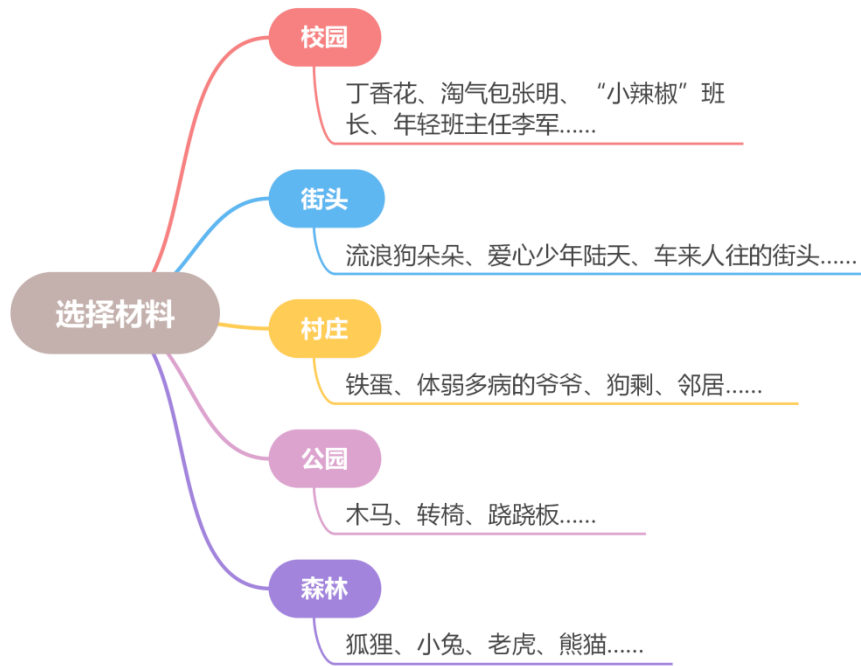 校园
丁香花、淘气包张明、“小辣椒”班
长、年轻班主任李军……
街头
流浪狗朵朵、爱心少年陆天、车来人往的街头……
选择材料
村庄
铁蛋、体弱多病的爷爷、狗剩、邻居……
公园
木马、转椅、跷跷板……
森林
狐狸、小兔、老虎、熊猫……